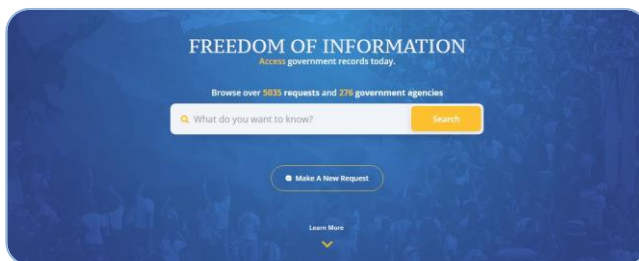 FREEDOM OF INFORMATION
Access government records today.
Browse over 5035 requests and 276 government agencies
What do you want to know?
Search
Make A New Request
Learn More